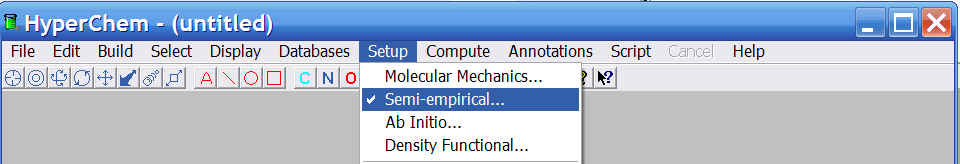 HyperChem - (untitled)
File Edit Build Select Display Databases Setup Compute Annotations Script Cancel Help
A C N O ? ?
Molecular Mechanics...
Semi-empirical...
Ab Initio...
Density Functional...